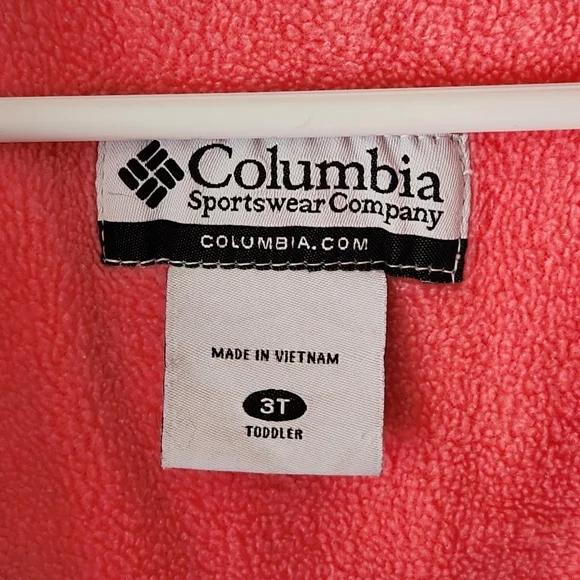 Columbia
Sportswear Company
COLUMBIA.COM
MADE IN VIETNAM
3T
TODDLER